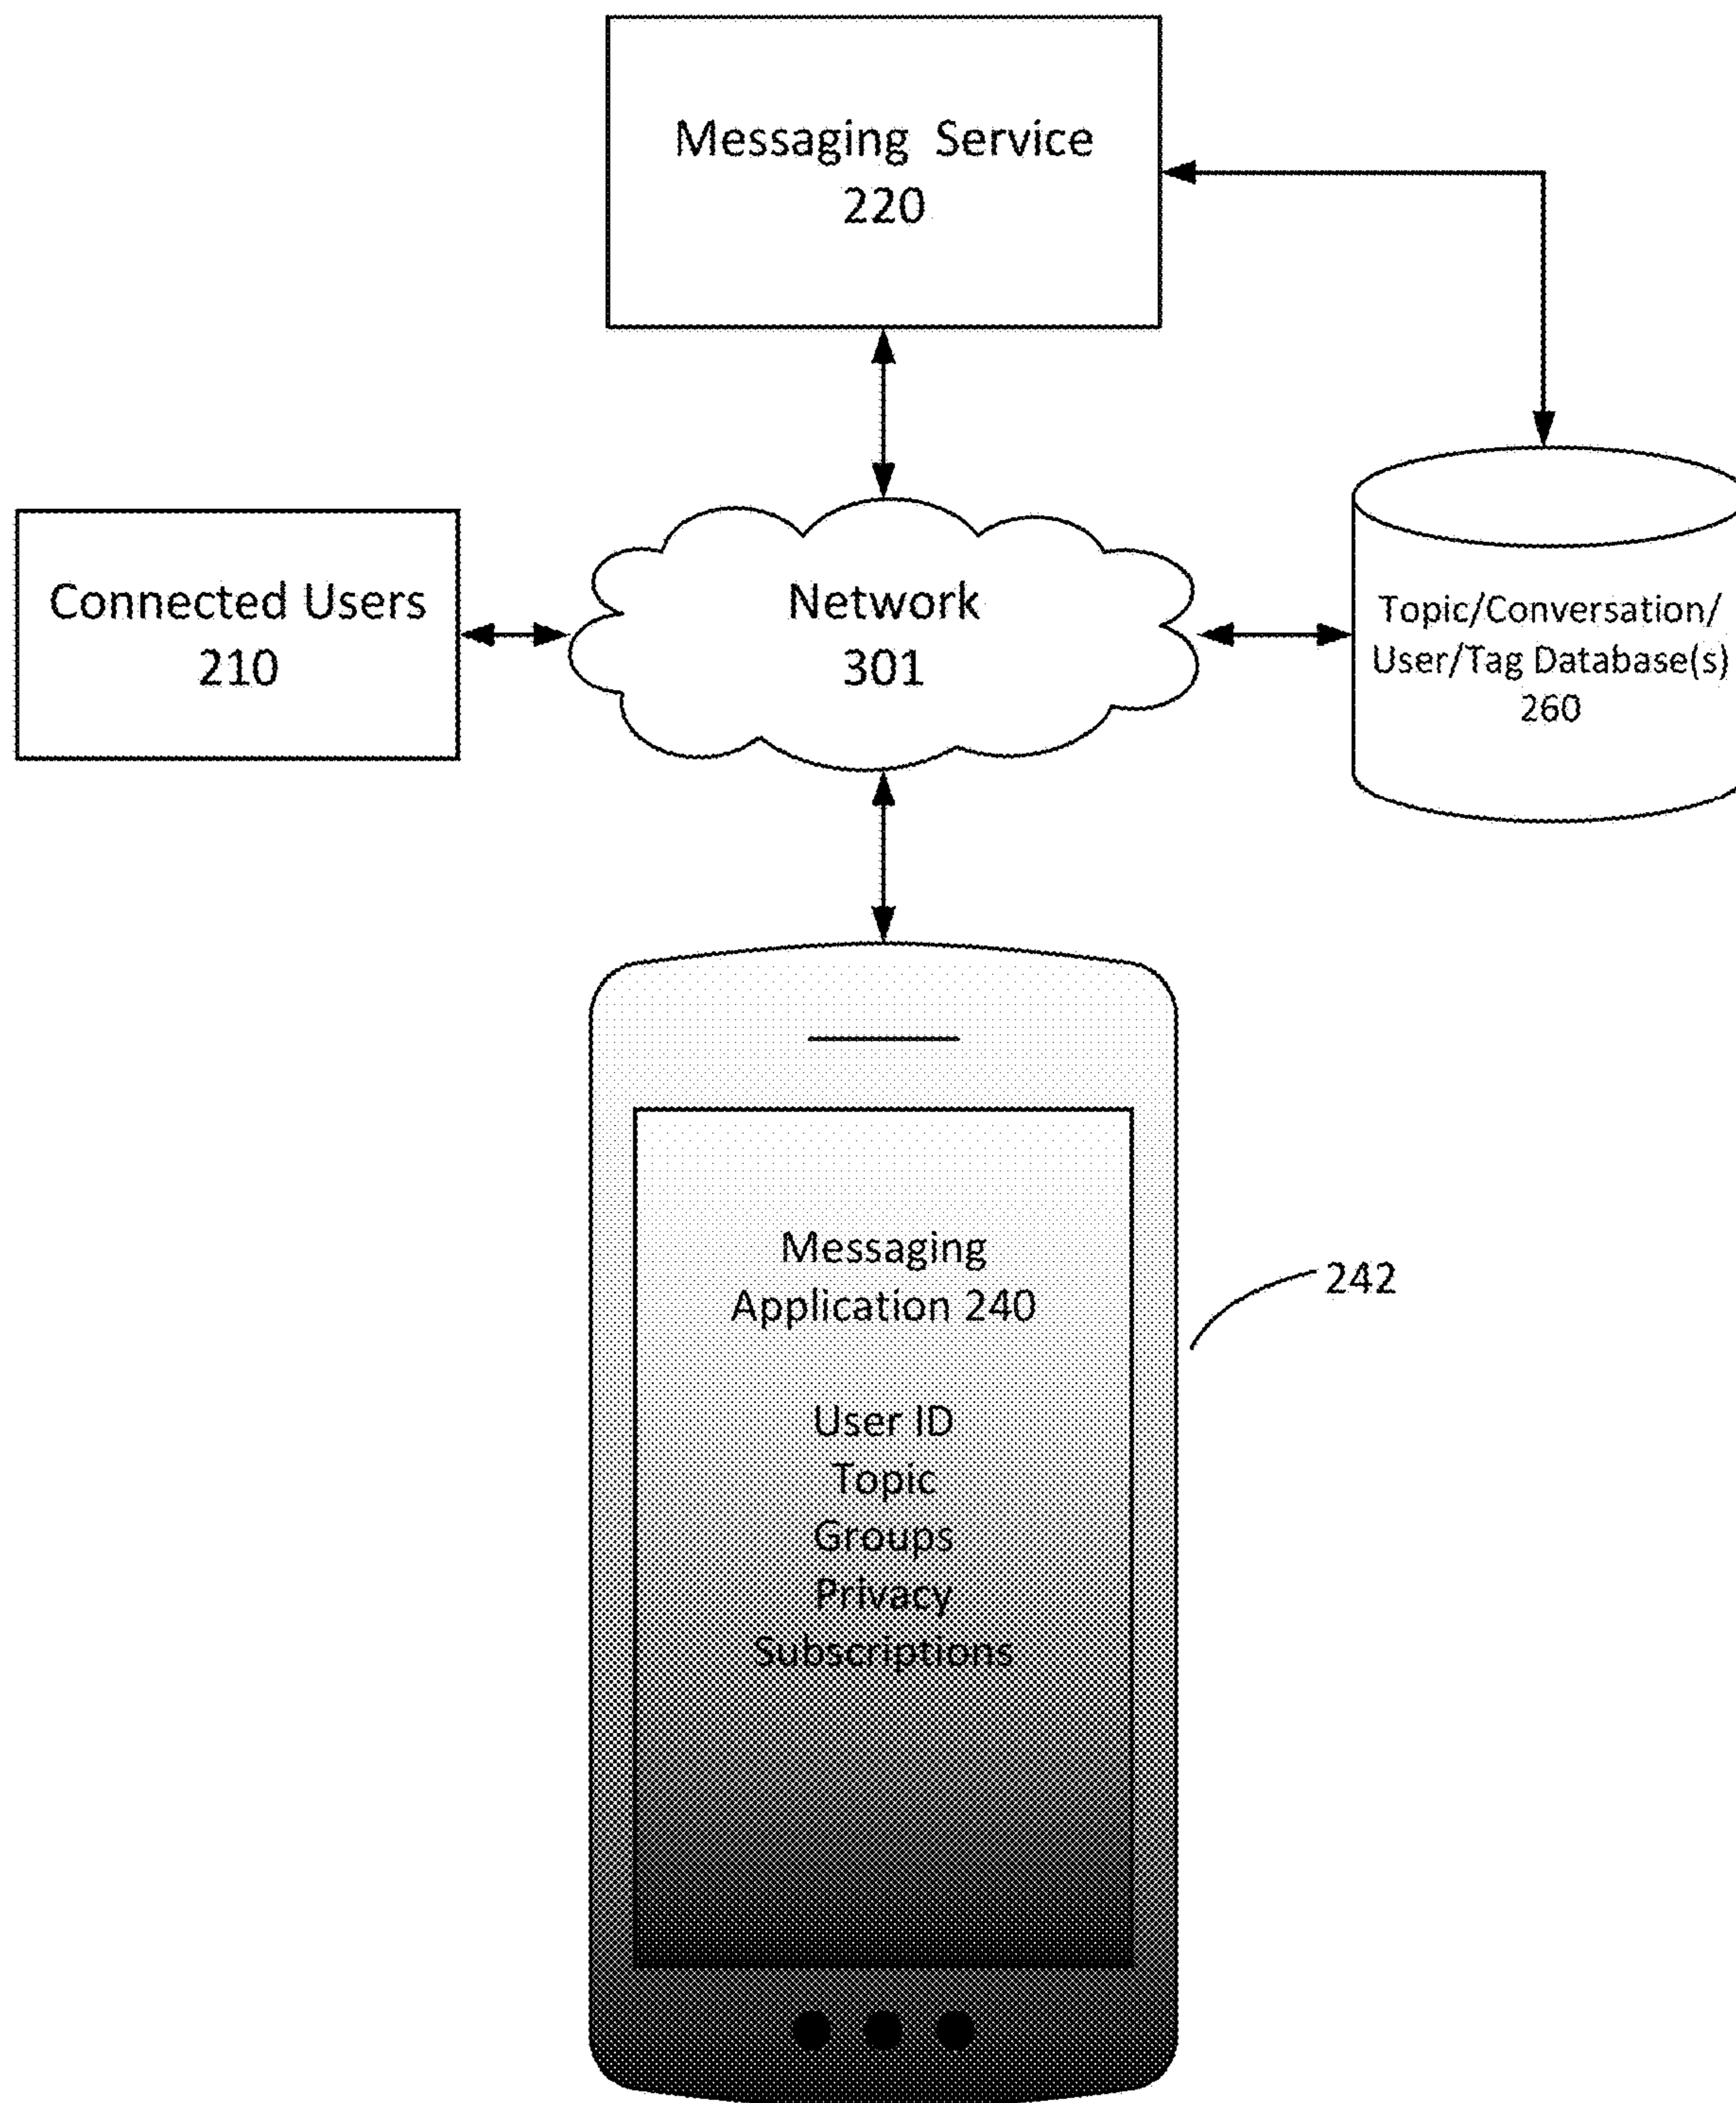 Messaging Service
220
Connected Users
210
Network
301
Topic/Conversation/
User/Tag Database(s)
260
Messaging
Application 240
User ID
Topic
Groups
Privacy
Subscriptions
242